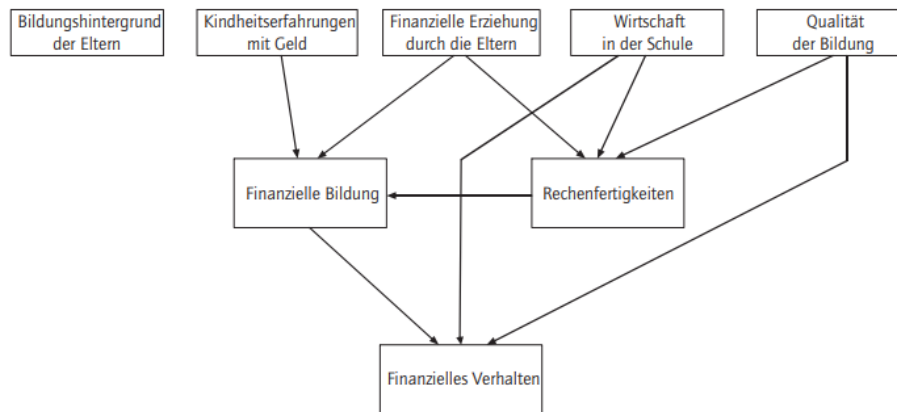 Bildungshintergrund
der Eltern
Kindheitserfahrungen
mit Geld
Finanzielle Erziehung
durch die Eltern
Wirtschaft
in der Schule
Qualität
der Bildung
Finanzielle Bildung
Rechenfertigkeiten
Finanzielles Verhalten